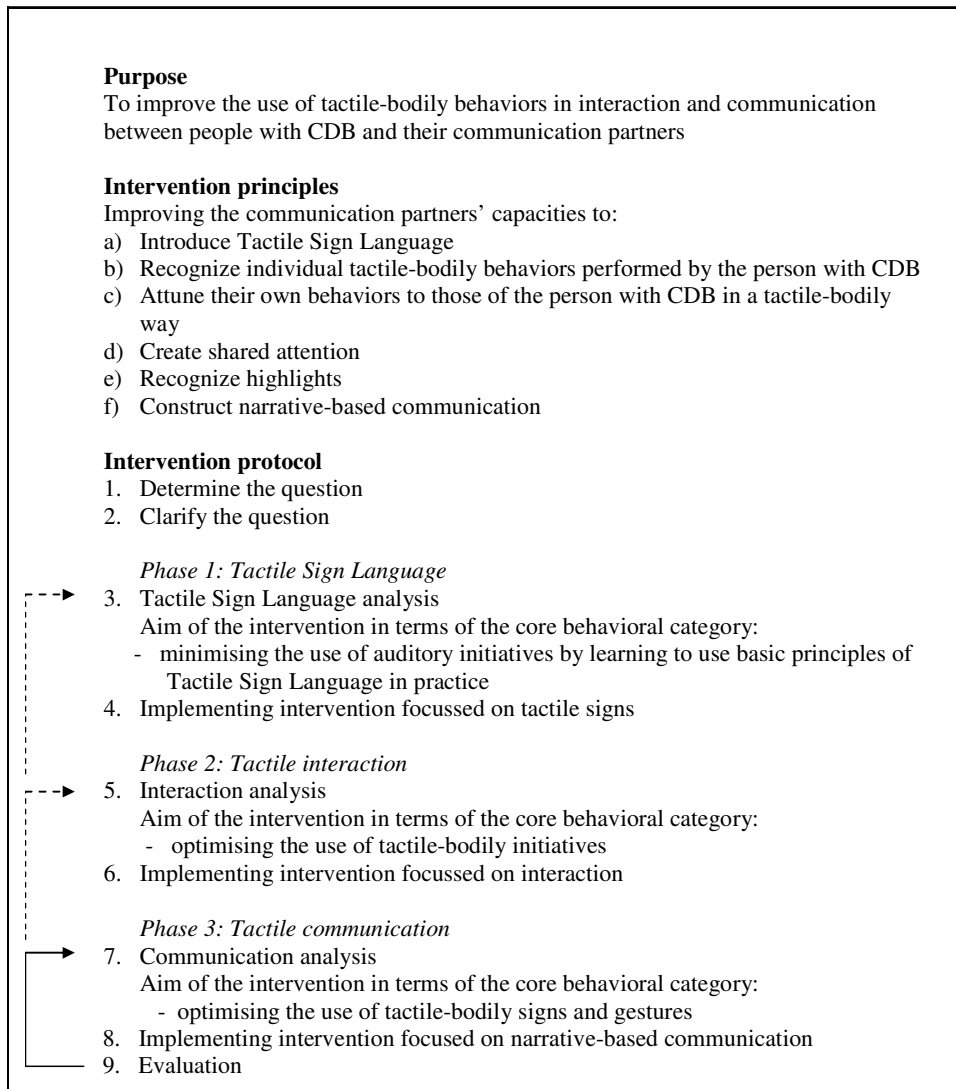 Purpose
To improve the use of tactile-bodily behaviors in interaction and communication
between people with CDB and their communication partners
Intervention principles
Improving the communication partners' capacities to:
a) Introduce Tactile Sign Language
b) Recognize individual tactile-bodily behaviors performed by the person with CDB
c) Attune their own behaviors to those of the person with CDB in a tactile-bodily
way
d) Create shared attention
e) Recognize highlights
f) Construct narrative-based communication
Intervention protocol
1. Determine the question
2. Clarify the question
Phase 1: Tactile Sign Language
3. Tactile Sign Language analysis
Aim of the intervention in terms of the core behavioral category:
- minimising the use of auditory initiatives by learning to use basic principles of
Tactile Sign Language in practice
4. Implementing intervention focussed on tactile signs
Phase 2: Tactile interaction
5. Interaction analysis
Aim of the intervention in terms of the core behavioral category:
- optimising the use of tactile-bodily initiatives
6. Implementing intervention focussed on interaction
Phase 3: Tactile communication
7. Communication analysis
Aim of the intervention in terms of the core behavioral category:
- optimising the use of tactile-bodily signs and gestures
8. Implementing intervention focused on narrative-based communication
9. Evaluation